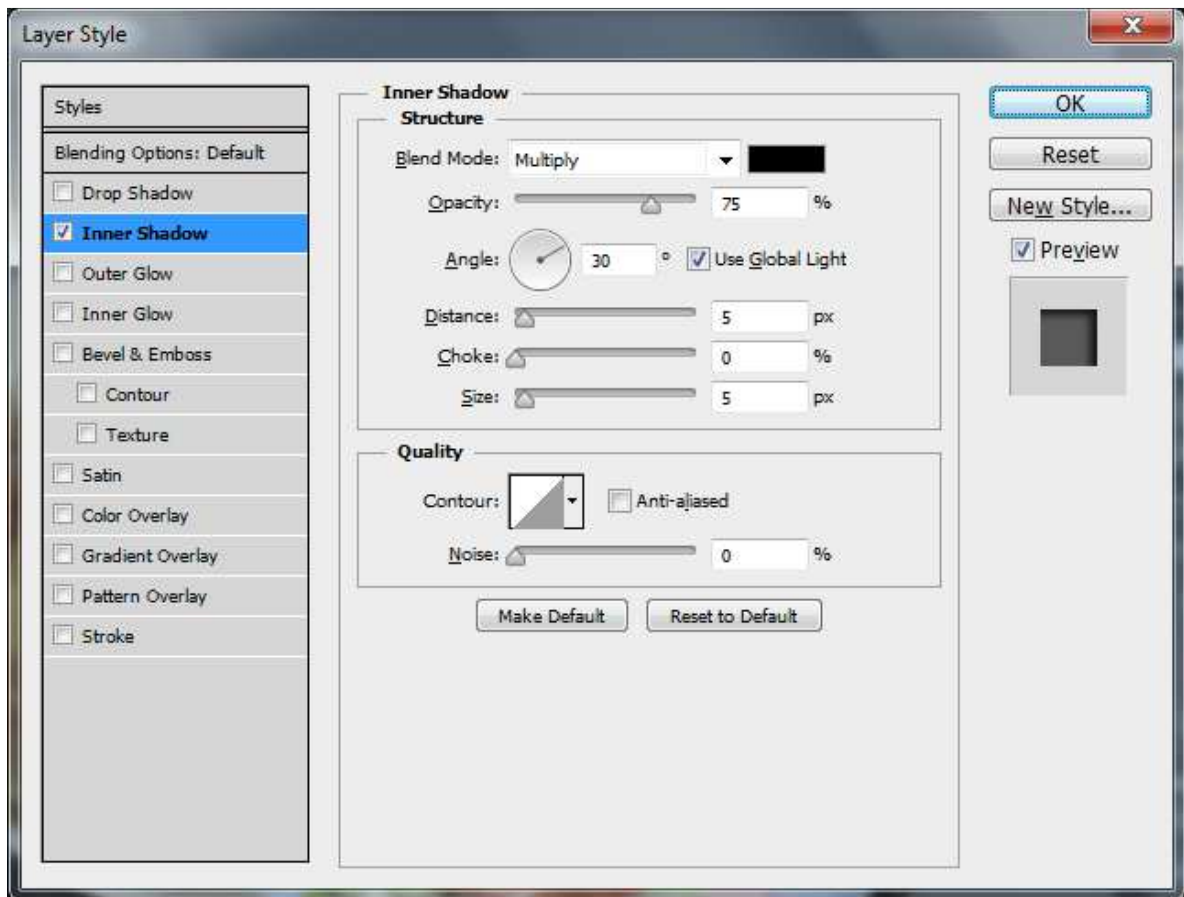 Layer Style
X
Styles
Blending Options: Default
Drop Shadow
Inner Shadow
Outer Glow
Inner Glow
Bevel & Emboss
Contour
Texture
Satin
Color Overlay
Gradient Overlay
Pattern Overlay
Stroke
Inner Shadow
Structure
Blend Mode: Multiply
Opacity: 75 %
Angle: 30 ° Use Global Light
Distance: 5 px
Choke: 0 %
Size: 5 px
Quality
Contour: Anti-aliased
Noise: 0 %
Make Default Reset to Default
OK
Reset
New Style...
Preview